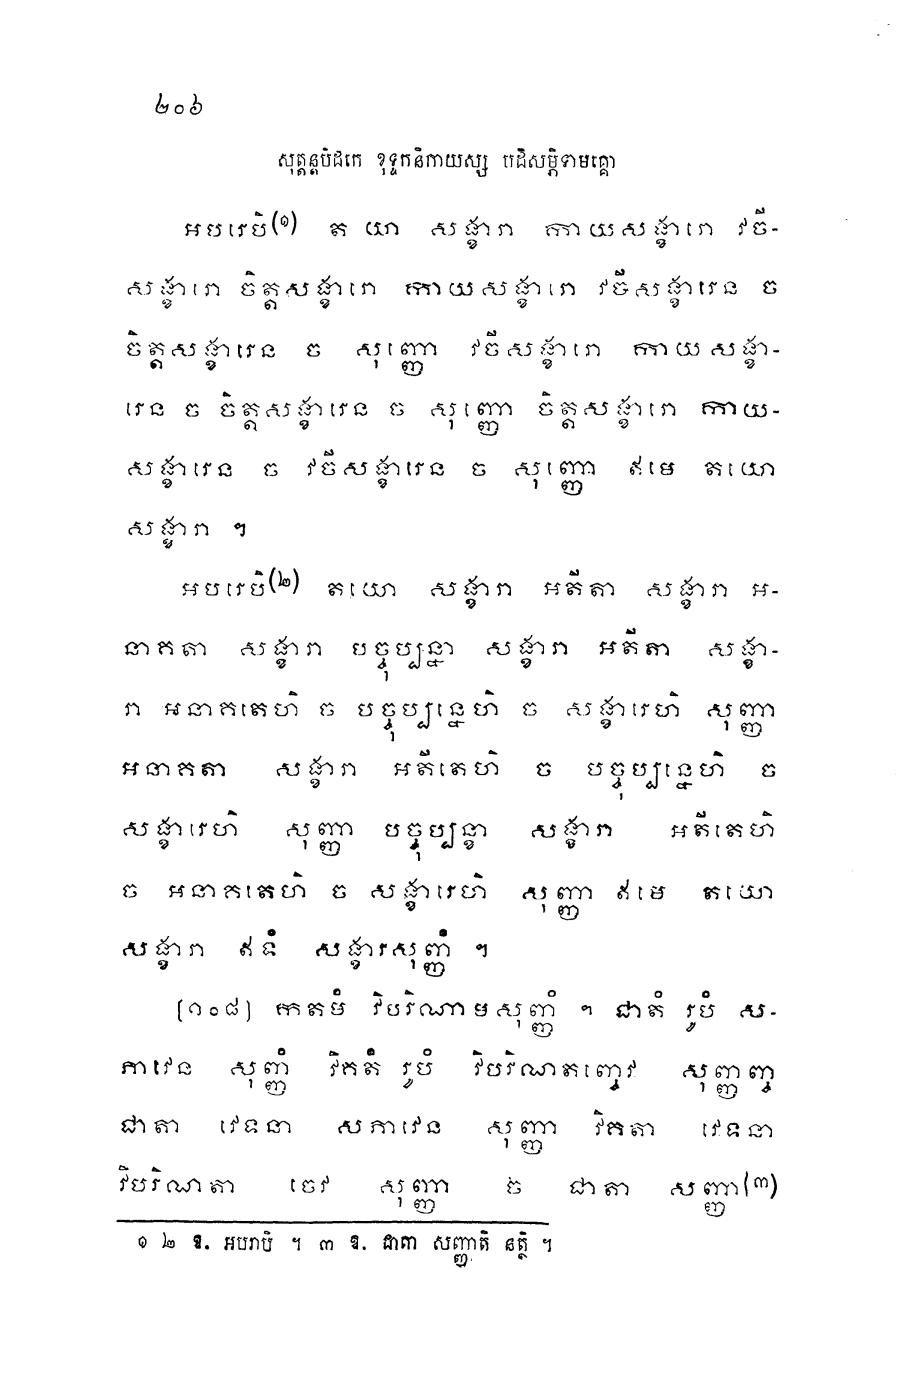 ២០៦
សុត្តន្តបិដកេ ខុទ្ទកនិកាយស្ស បដិសម្ភិទាមគ្គោ
អបរេបិ(១) តយោ សង្ខារា កាយសង្ខារោ វចី-
សង្ខារោ ចិត្តសង្ខារោ កាយសង្ខារោ វចីសង្ខារេន ច
ចិត្តសង្ខារេន ច សុញ្ញោ វចីសង្ខារោ កាយសង្ខា-
រេន ច ចិត្តសង្ខារេន ច សុញ្ញោ ចិត្តសង្ខារោ កាយ-
សង្ខារេន ច វចីសង្ខារេន ច សុញ្ញោ ឥមេ តយោ
សង្ខារា ។
អបរេបិ(២) តយោ សង្ខារា អតីតា សង្ខារា អ-
នាគតា សង្ខារា បច្ចុប្បន្នា សង្ខារា អតីតា សង្ខា-
រា អនាគតេហិ ច បច្ចុប្បន្នេហិ ច សង្ខារេហិ សុញ្ញា
អនាគតា សង្ខារា អតីតេហិ ច បច្ចុប្បន្នេហិ ច
សង្ខារេហិ សុញ្ញា បច្ចុប្បន្នា សង្ខារា អតីតេហិ
ច អនាគតេហិ ច សង្ខារេហិ សុញ្ញា ឥមេ តយោ
សង្ខារា ឥទំ សង្ខារសុញ្ញំ ។
[១០៨] កតមំ វិបរិណាមសុញ្ញំ ។ ជាតំ រូបំ ស-
ភាវេន សុញ្ញំ វិគតំ រូបំ វិបរិណតញ្ចេវ សុញ្ញញ្ច
ជាតា វេទនា សភាវេន សុញ្ញា វិគតា វេទនា
វិបរិណតា ចេវ សុញ្ញា ច ជាតា សញ្ញា(៣)
១ ២ ឱ. អបរាបិ ។ ៣ ឱ. ជាតា សញ្ញាតិ នត្ថិ ។